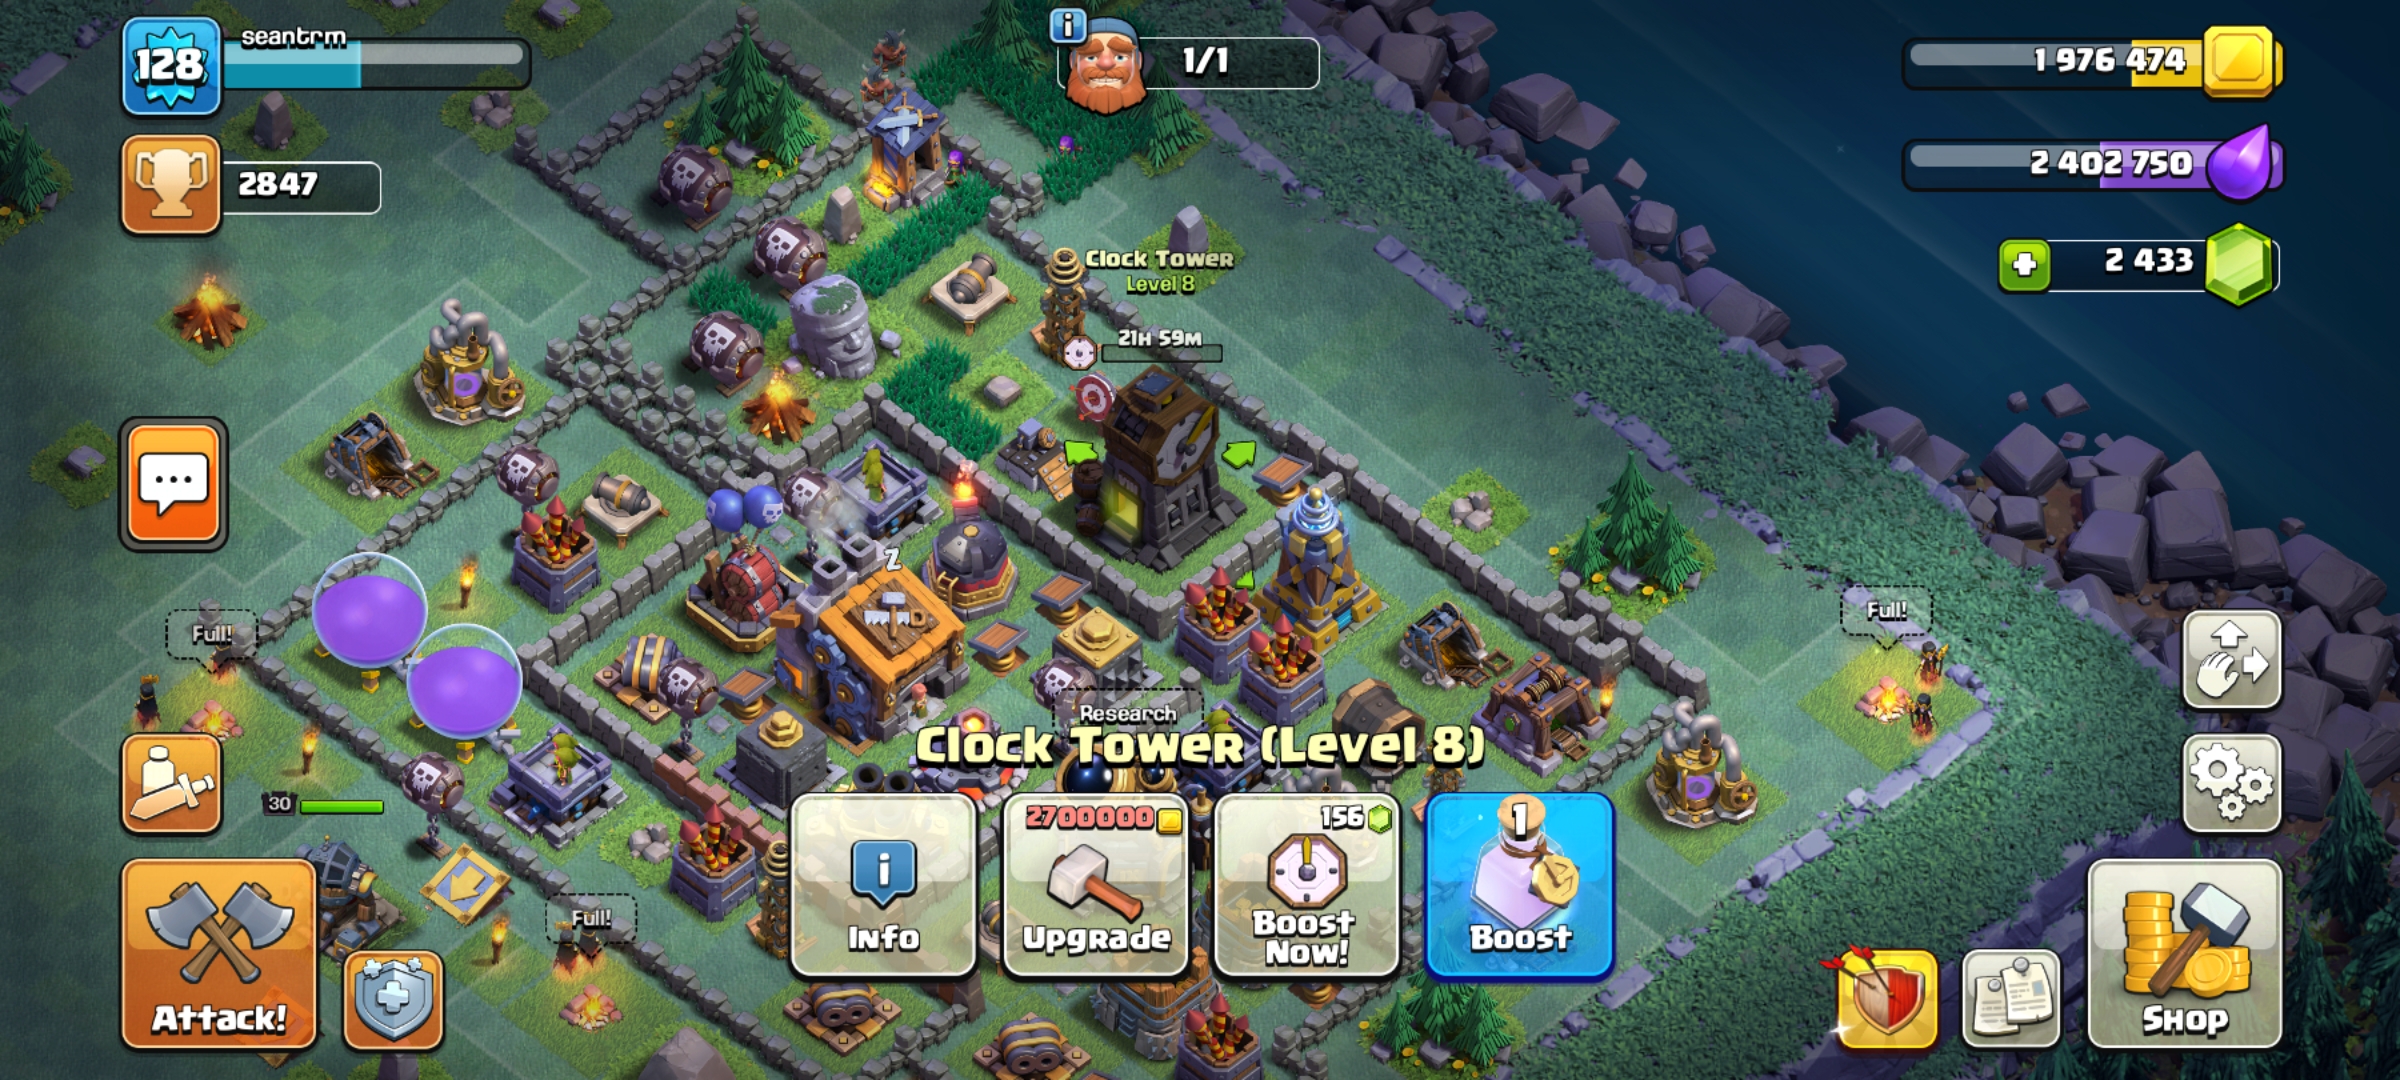 128
seantrm
1/1
1 976 474
2847
2 402 750
2 433
Clock Tower
Level 8
21h 59m
z
Full!
Full!
Research
Clock Tower (Level 8)
30
2700000
156
1
Full!
Info
Upgrade
Boost
Now!
Boost
Attack!
Shop